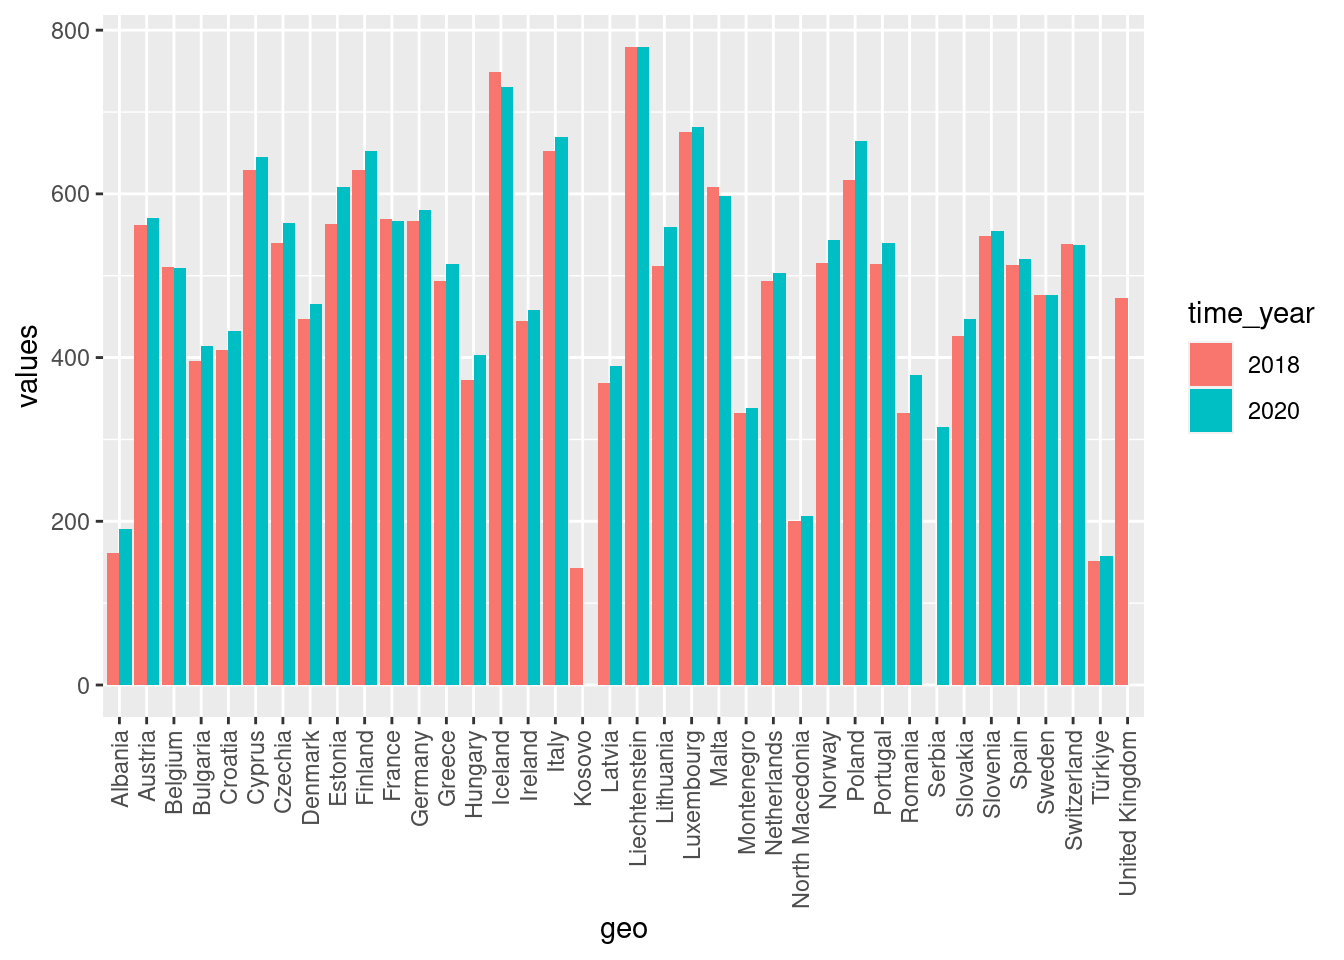 800
600
400
200
0
values
Albania
Austria
Belgium
Bulgaria
Croatia
Cyprus
Czechia
Denmark
Estonia
Finland
France
Germany
Greece
Hungary
Iceland
Ireland
Italy
Kosovo
Latvia
Liechtenstein
Lithuania
Luxembourg
Malta
Montenegro
Netherlands
North Macedonia
Norway
Poland
Portugal
Romania
Serbia
Slovakia
Slovenia
Spain
Sweden
Switzerland
Türkiye
United Kingdom
geo
time_year
2018
2020